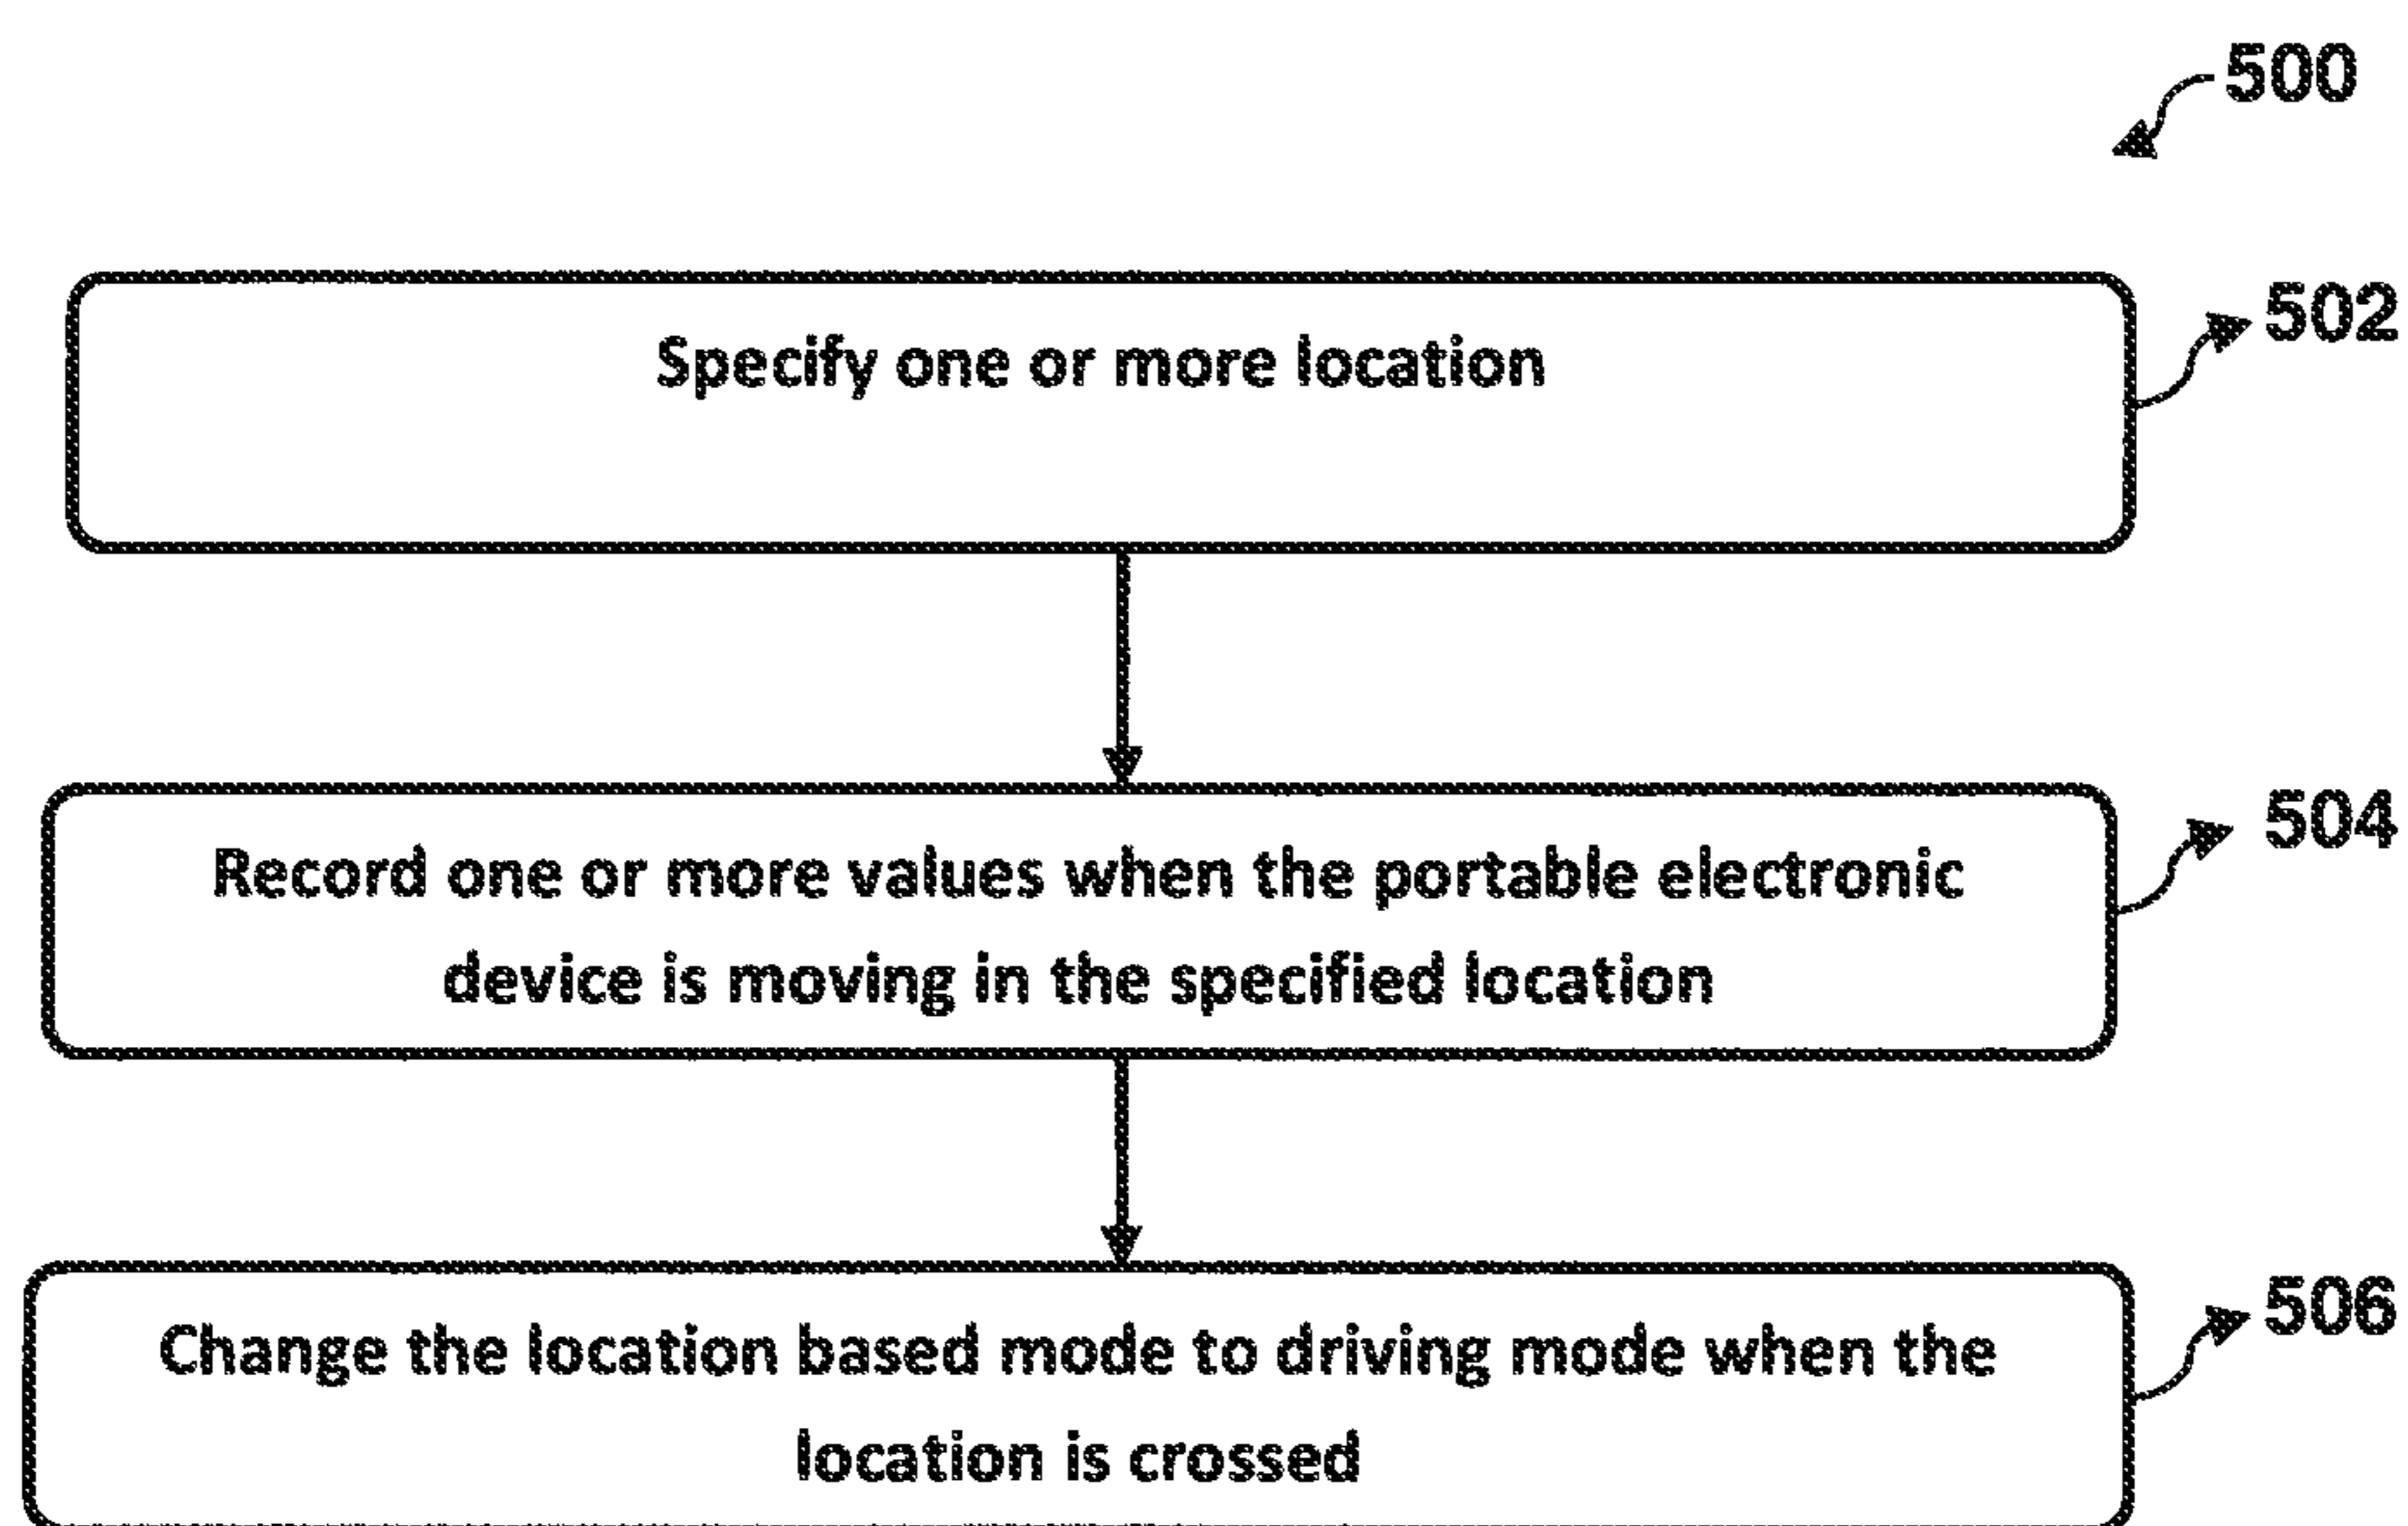 500
Specify one or more location
502
Record one or more values when the portable electronic
device is moving in the specified location
504
Change the location based mode to driving mode when the
location is crossed
506